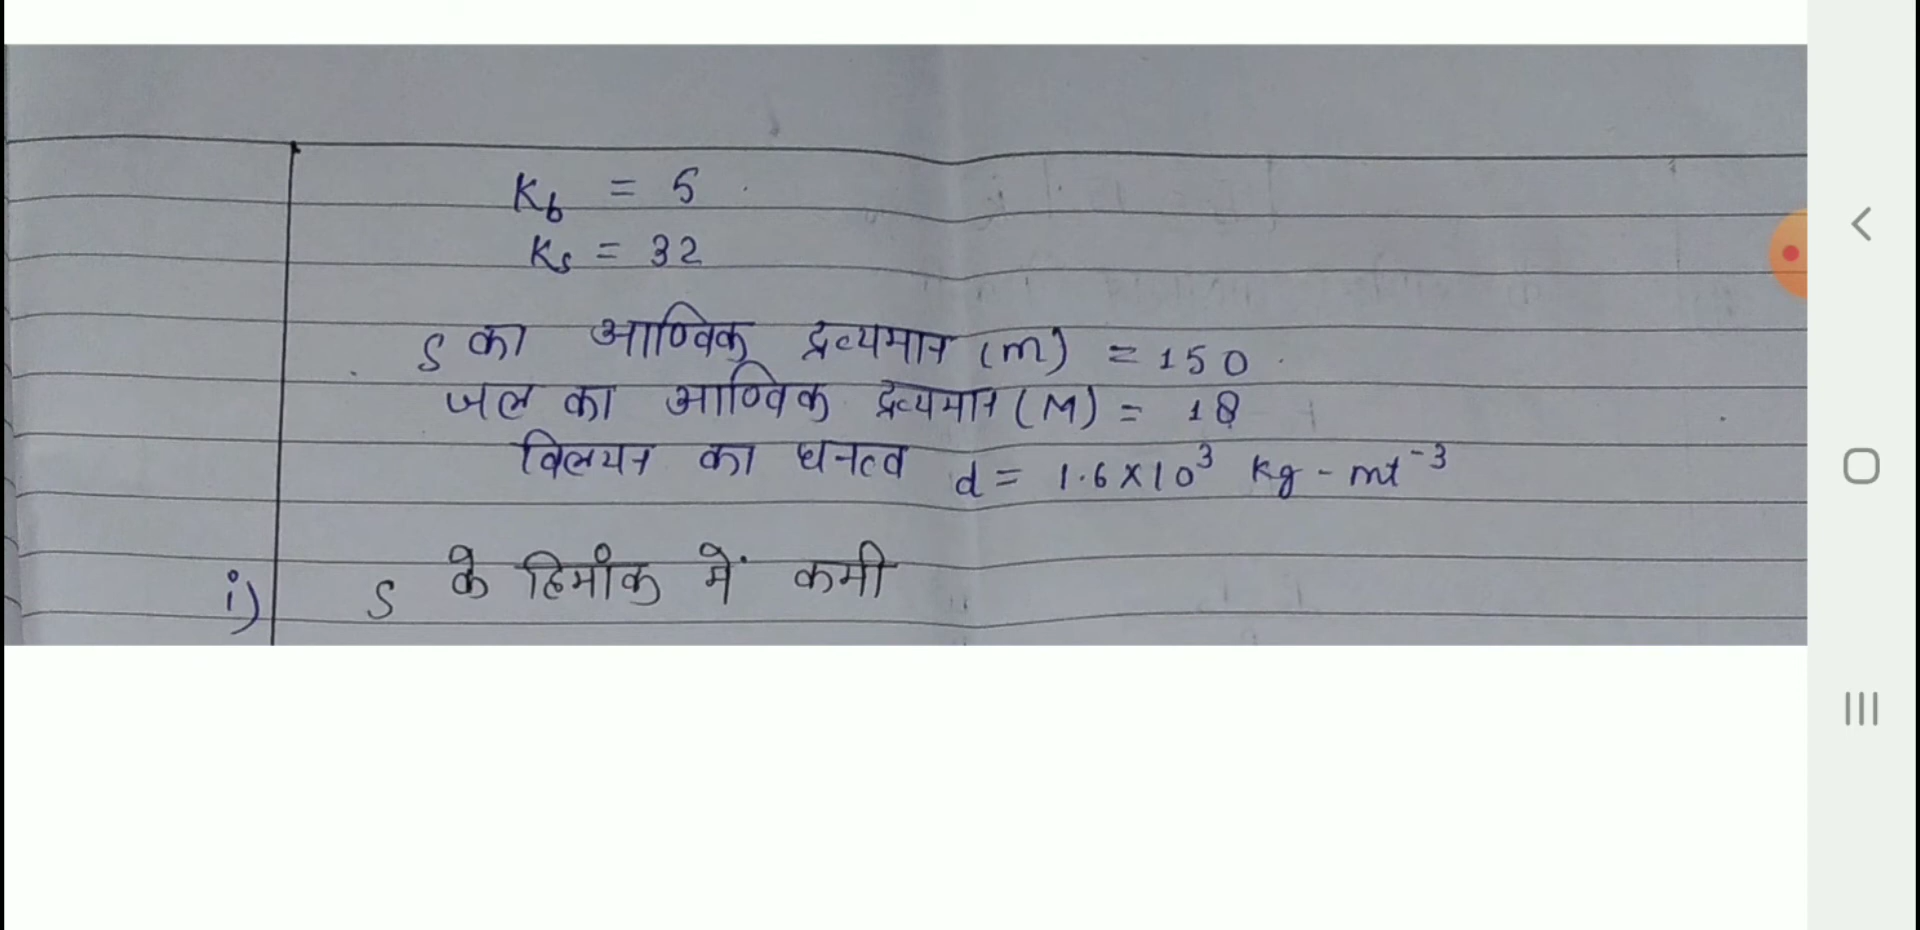 Kb = 5
Ks = 32
S का आण्विक द्रव्यमान (m) = 150
जल का आण्विक द्रव्यमान (M) = 18
विलयन का घनत्व d = 1.6×10³ kg - mt⁻³
i) S के हिमांक में कमी